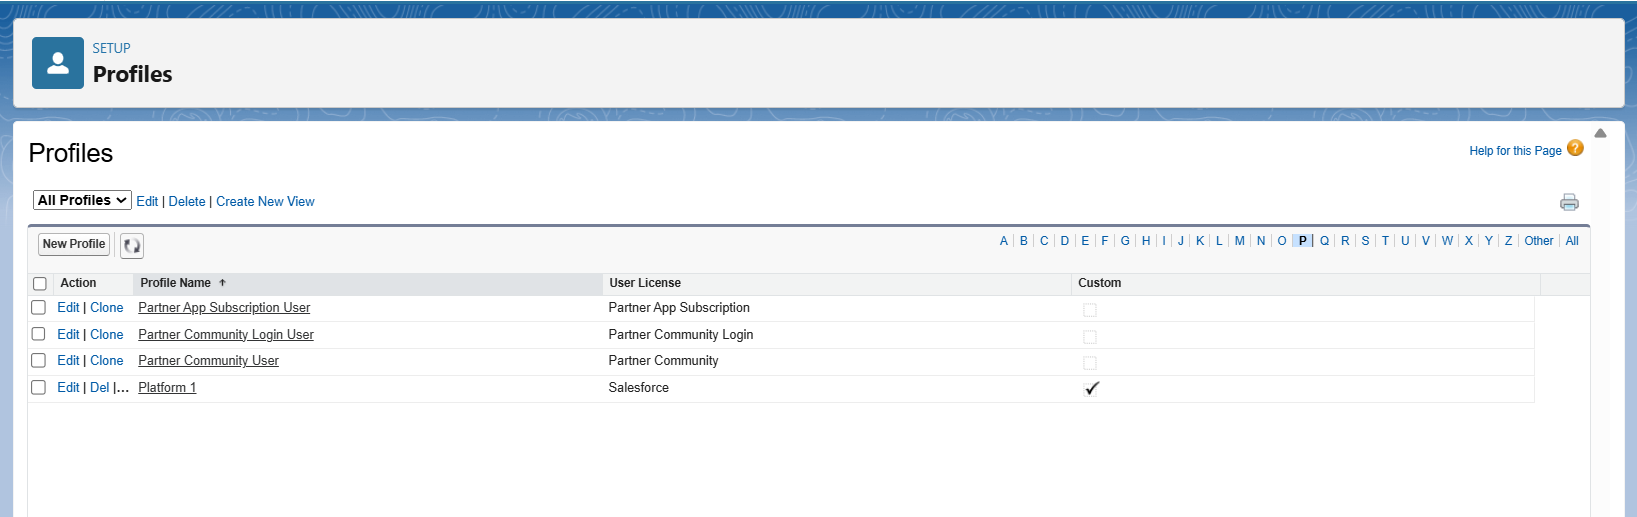 SETUP
Profiles
Profiles
Help for this Page ?
All Profiles Edit | Delete | Create New View
New Profile A | B | C | D | E | F | G | H | I | J | K | L | M | N | O | P | Q | R | S | T | U | V | W | X | Y | Z | Other | All
Action Profile Name ↑ User License Custom
Edit | Clone Partner App Subscription User Partner App Subscription
Edit | Clone Partner Community Login User Partner Community Login
Edit | Clone Partner Community User Partner Community
Edit | Del |... Platform 1 Salesforce ✓